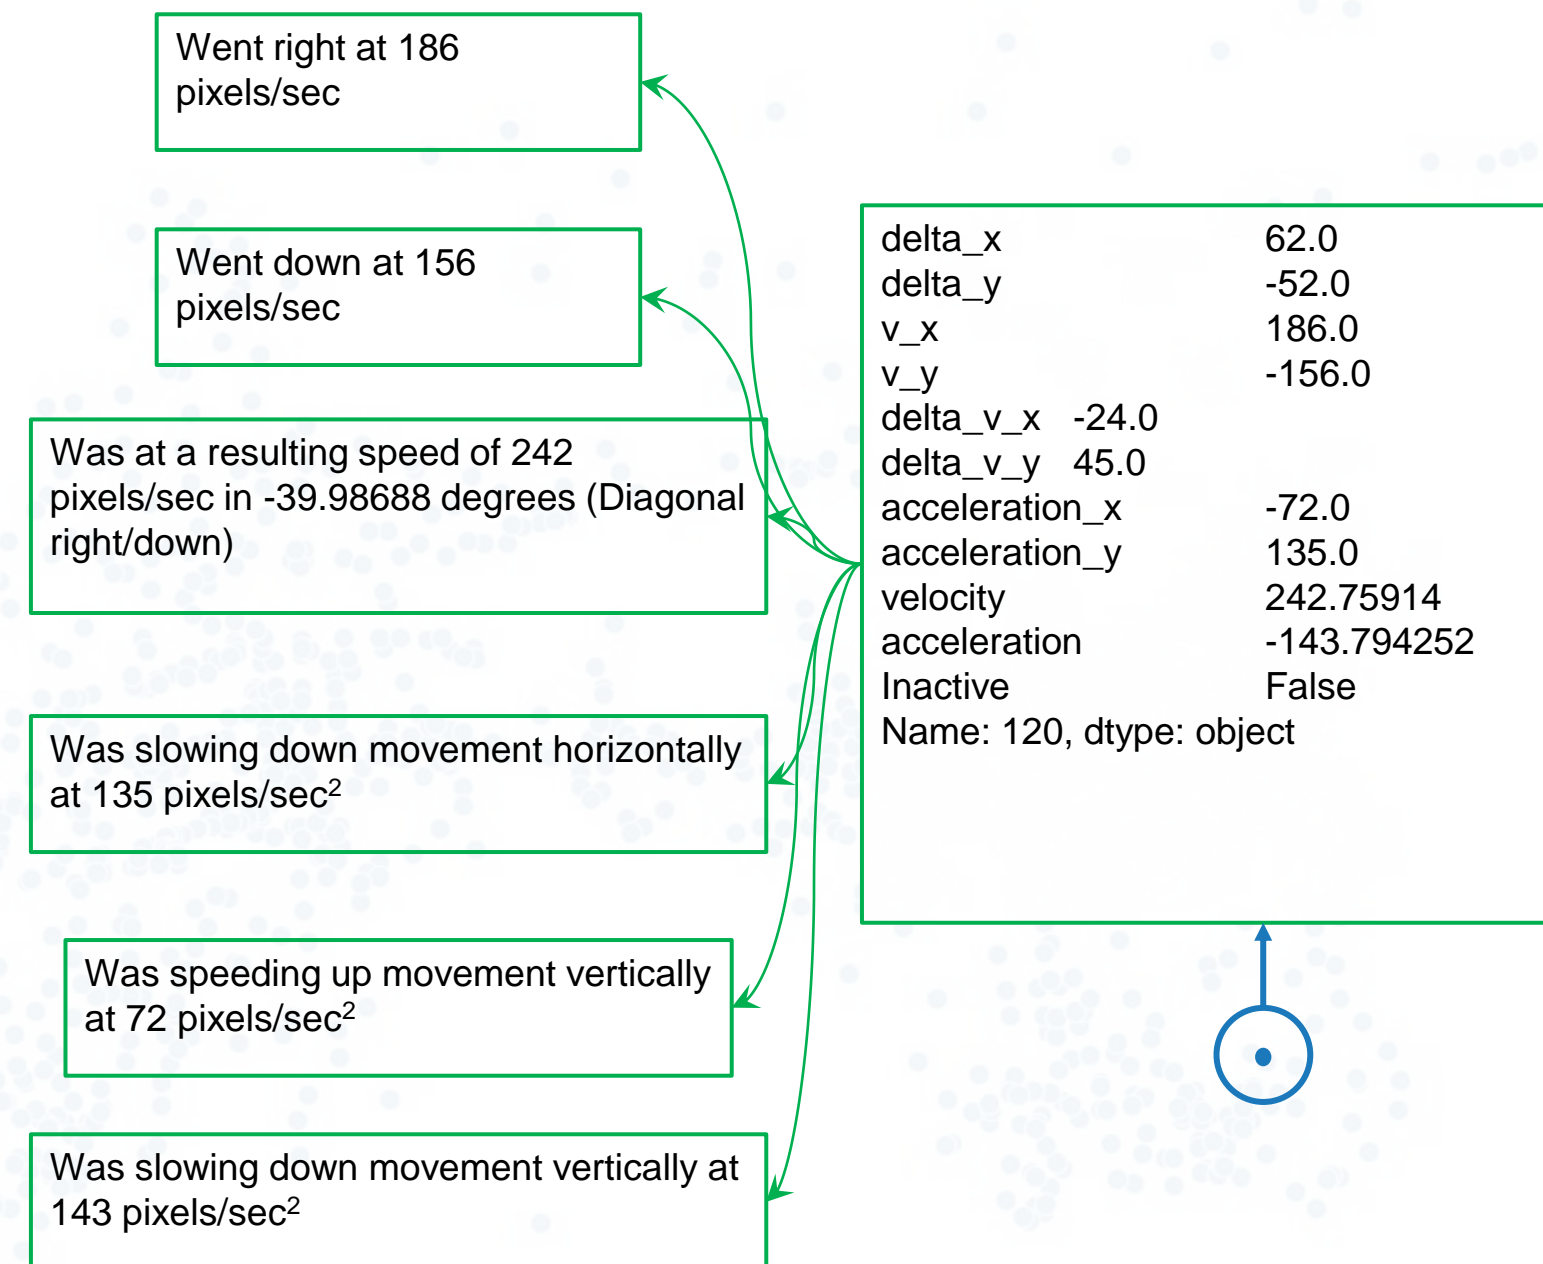 Went right at 186
pixels/sec
Went down at 156
pixels/sec
Was at a resulting speed of 242
pixels/sec in -39.98688 degrees (Diagonal
right/down)
Was slowing down movement horizontally
at 135 pixels/sec²
Was speeding up movement vertically
at 72 pixels/sec²
Was slowing down movement vertically at
143 pixels/sec²
delta_x 62.0
delta_y -52.0
v_x 186.0
v_y -156.0
delta_v_x -24.0
delta_v_y 45.0
acceleration_x -72.0
acceleration_y 135.0
velocity 242.75914
acceleration -143.794252
Inactive False
Name: 120, dtype: object